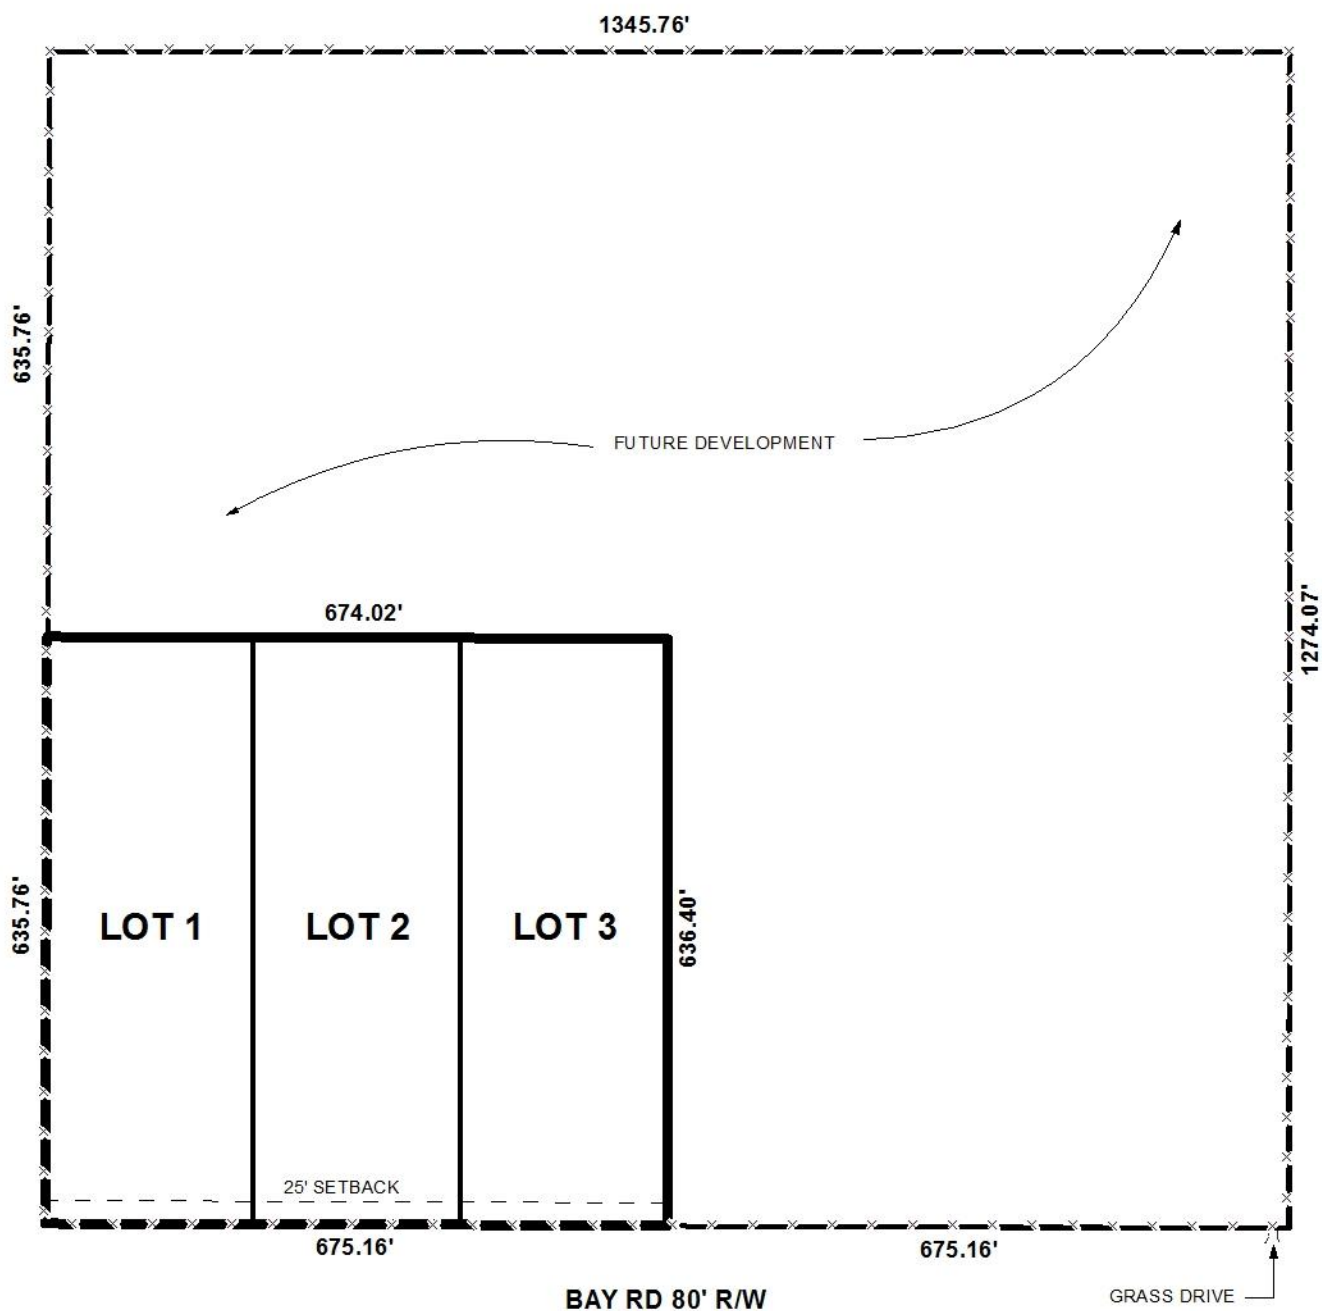 1345.76'
635.76'
FUTURE DEVELOPMENT
674.02'
1274.07'
635.76'
LOT 1
LOT 2
LOT 3
636.40'
25' SETBACK
675.16'
675.16'
BAY RD 80' R/W
GRASS DRIVE